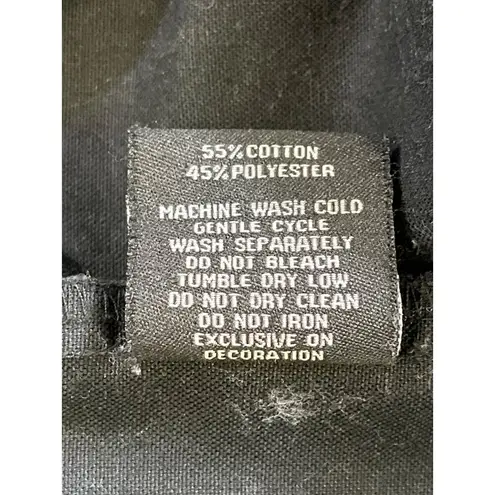 55% COTTON
45% POLYESTER
MACHINE WASH COLD
GENTLE CYCLE
WASH SEPARATELY
DO NOT BLEACH
TUMBLE DRY LOW
DO NOT DRY CLEAN
DO NOT IRON
EXCLUSIVE ON
DECORATION